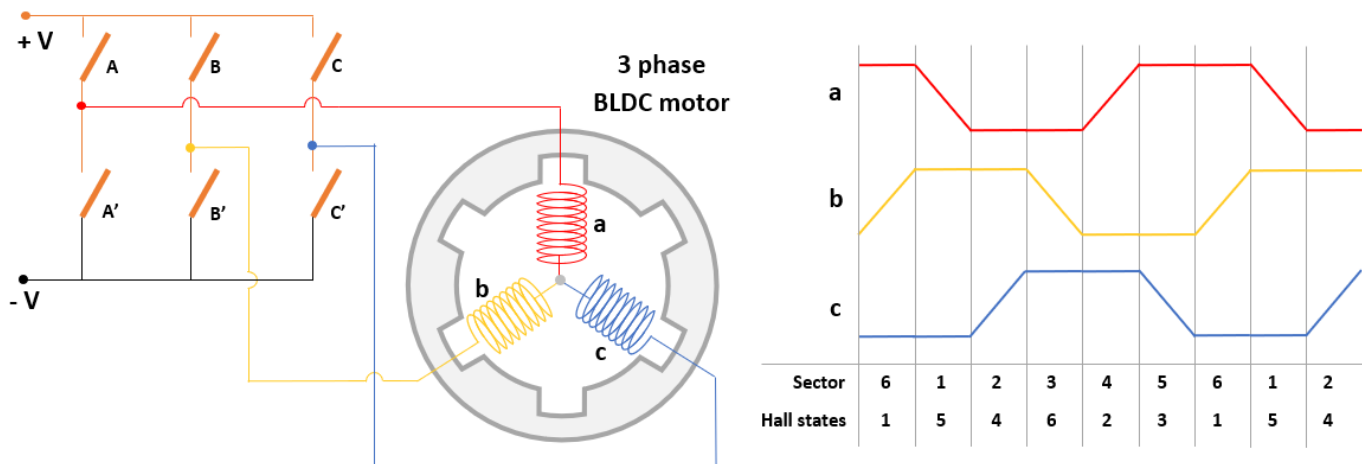 + V
A
B
C
A'
B'
C'
- V
3 phase
BLDC motor
a
b
c
a
b
c
Sector 6 1 2 3 4 5 6 1 2
Hall states 1 5 4 6 2 3 1 5 4